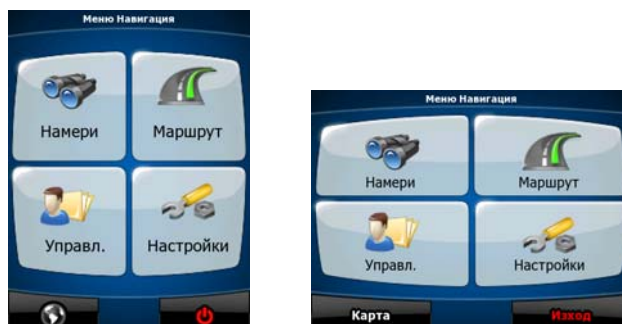 Меню Навигация
Намери Маршрут
Управл. Настройки
Меню Навигация
Намери Маршрут
Управл. Настройки
Карта Изход